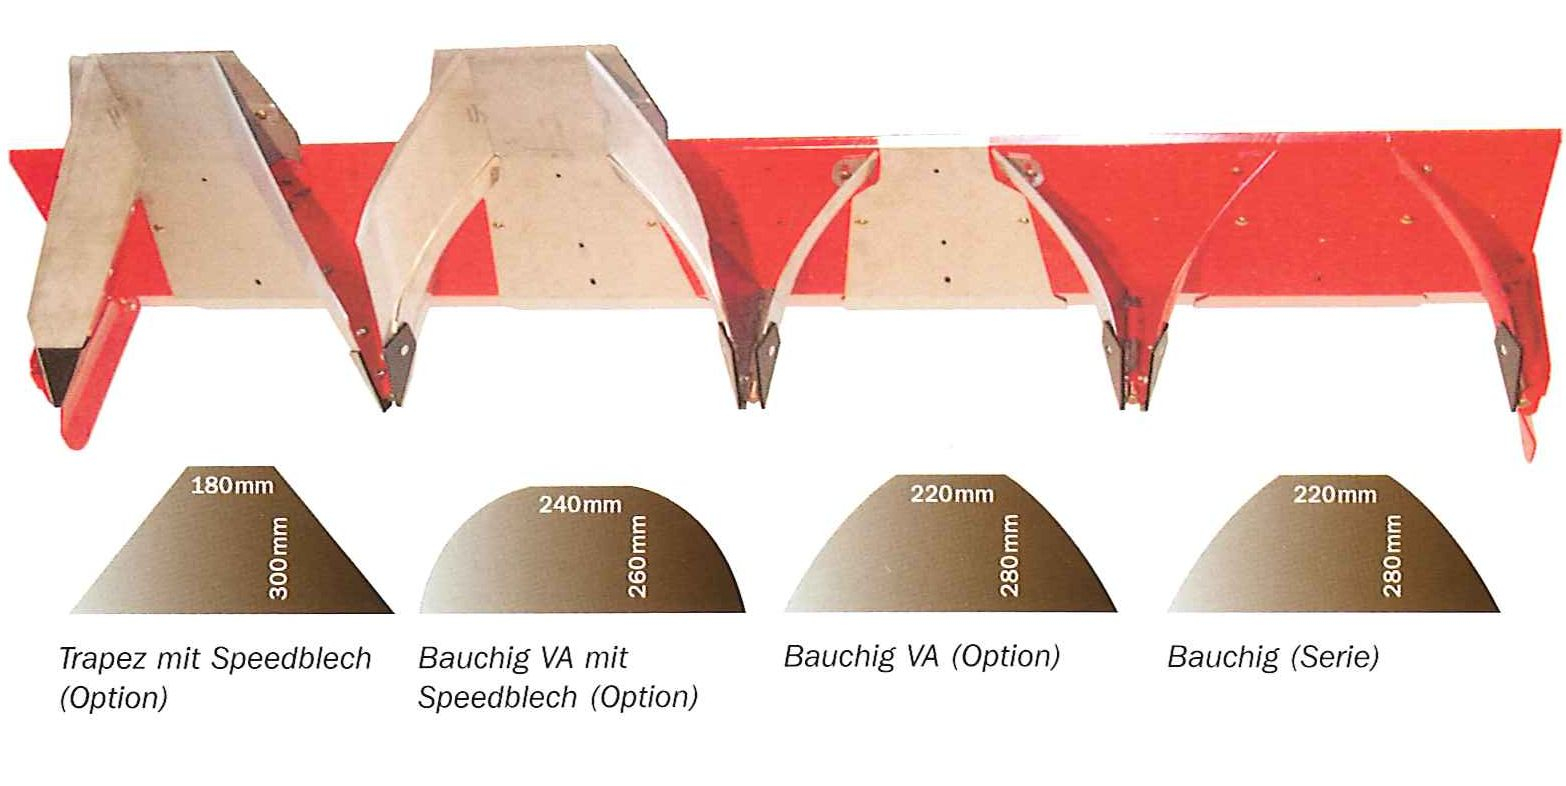 180mm
300mm
240mm
260mm
220mm
280mm
220mm
280mm
Trapez mit Speedblech
(Option)
Bauchig VA mit
Speedblech (Option)
Bauchig VA (Option)
Bauchig (Serie)